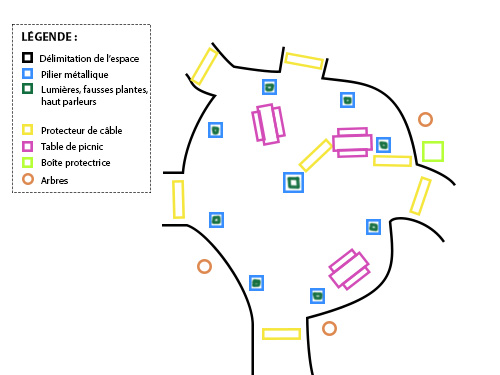 LÉGENDE :
Délimitation de l'espace
Pilier métallique
Lumières, fausses plantes,
haut parleurs
Protecteur de câble
Table de picnic
Boîte protectrice
Arbres